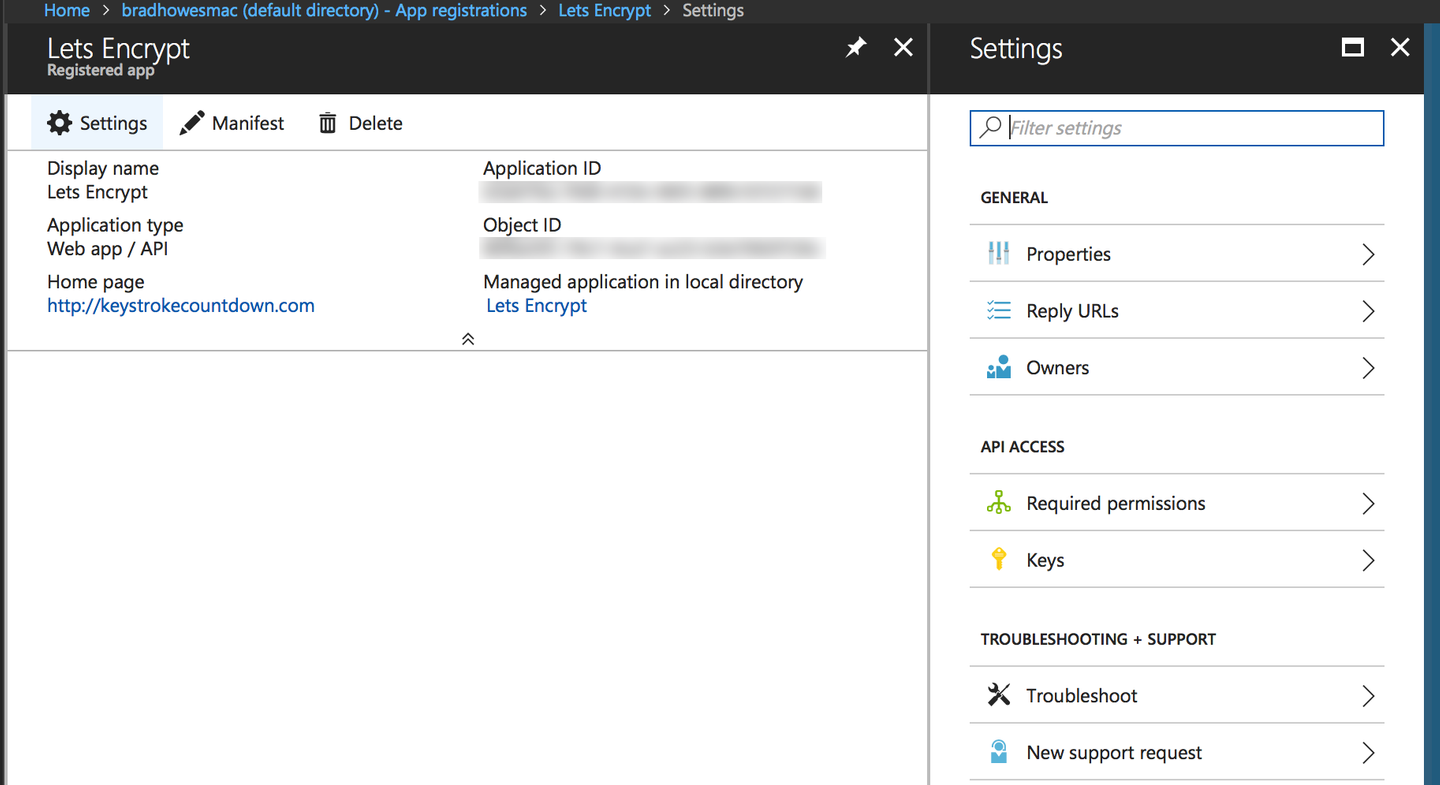 Home > bradhowesmac (default directory) - App registrations > Lets Encrypt > Settings
Lets Encrypt
Registered app
Settings
Manifest
Delete
Display name
Lets Encrypt
Application ID
Application type
Web app / API
Object ID
Home page
http://keystrokecountdown.com
Managed application in local directory
Lets Encrypt
Settings
Filter settings
GENERAL
Properties
Reply URLs
Owners
API ACCESS
Required permissions
Keys
TROUBLESHOOTING + SUPPORT
Troubleshoot
New support request